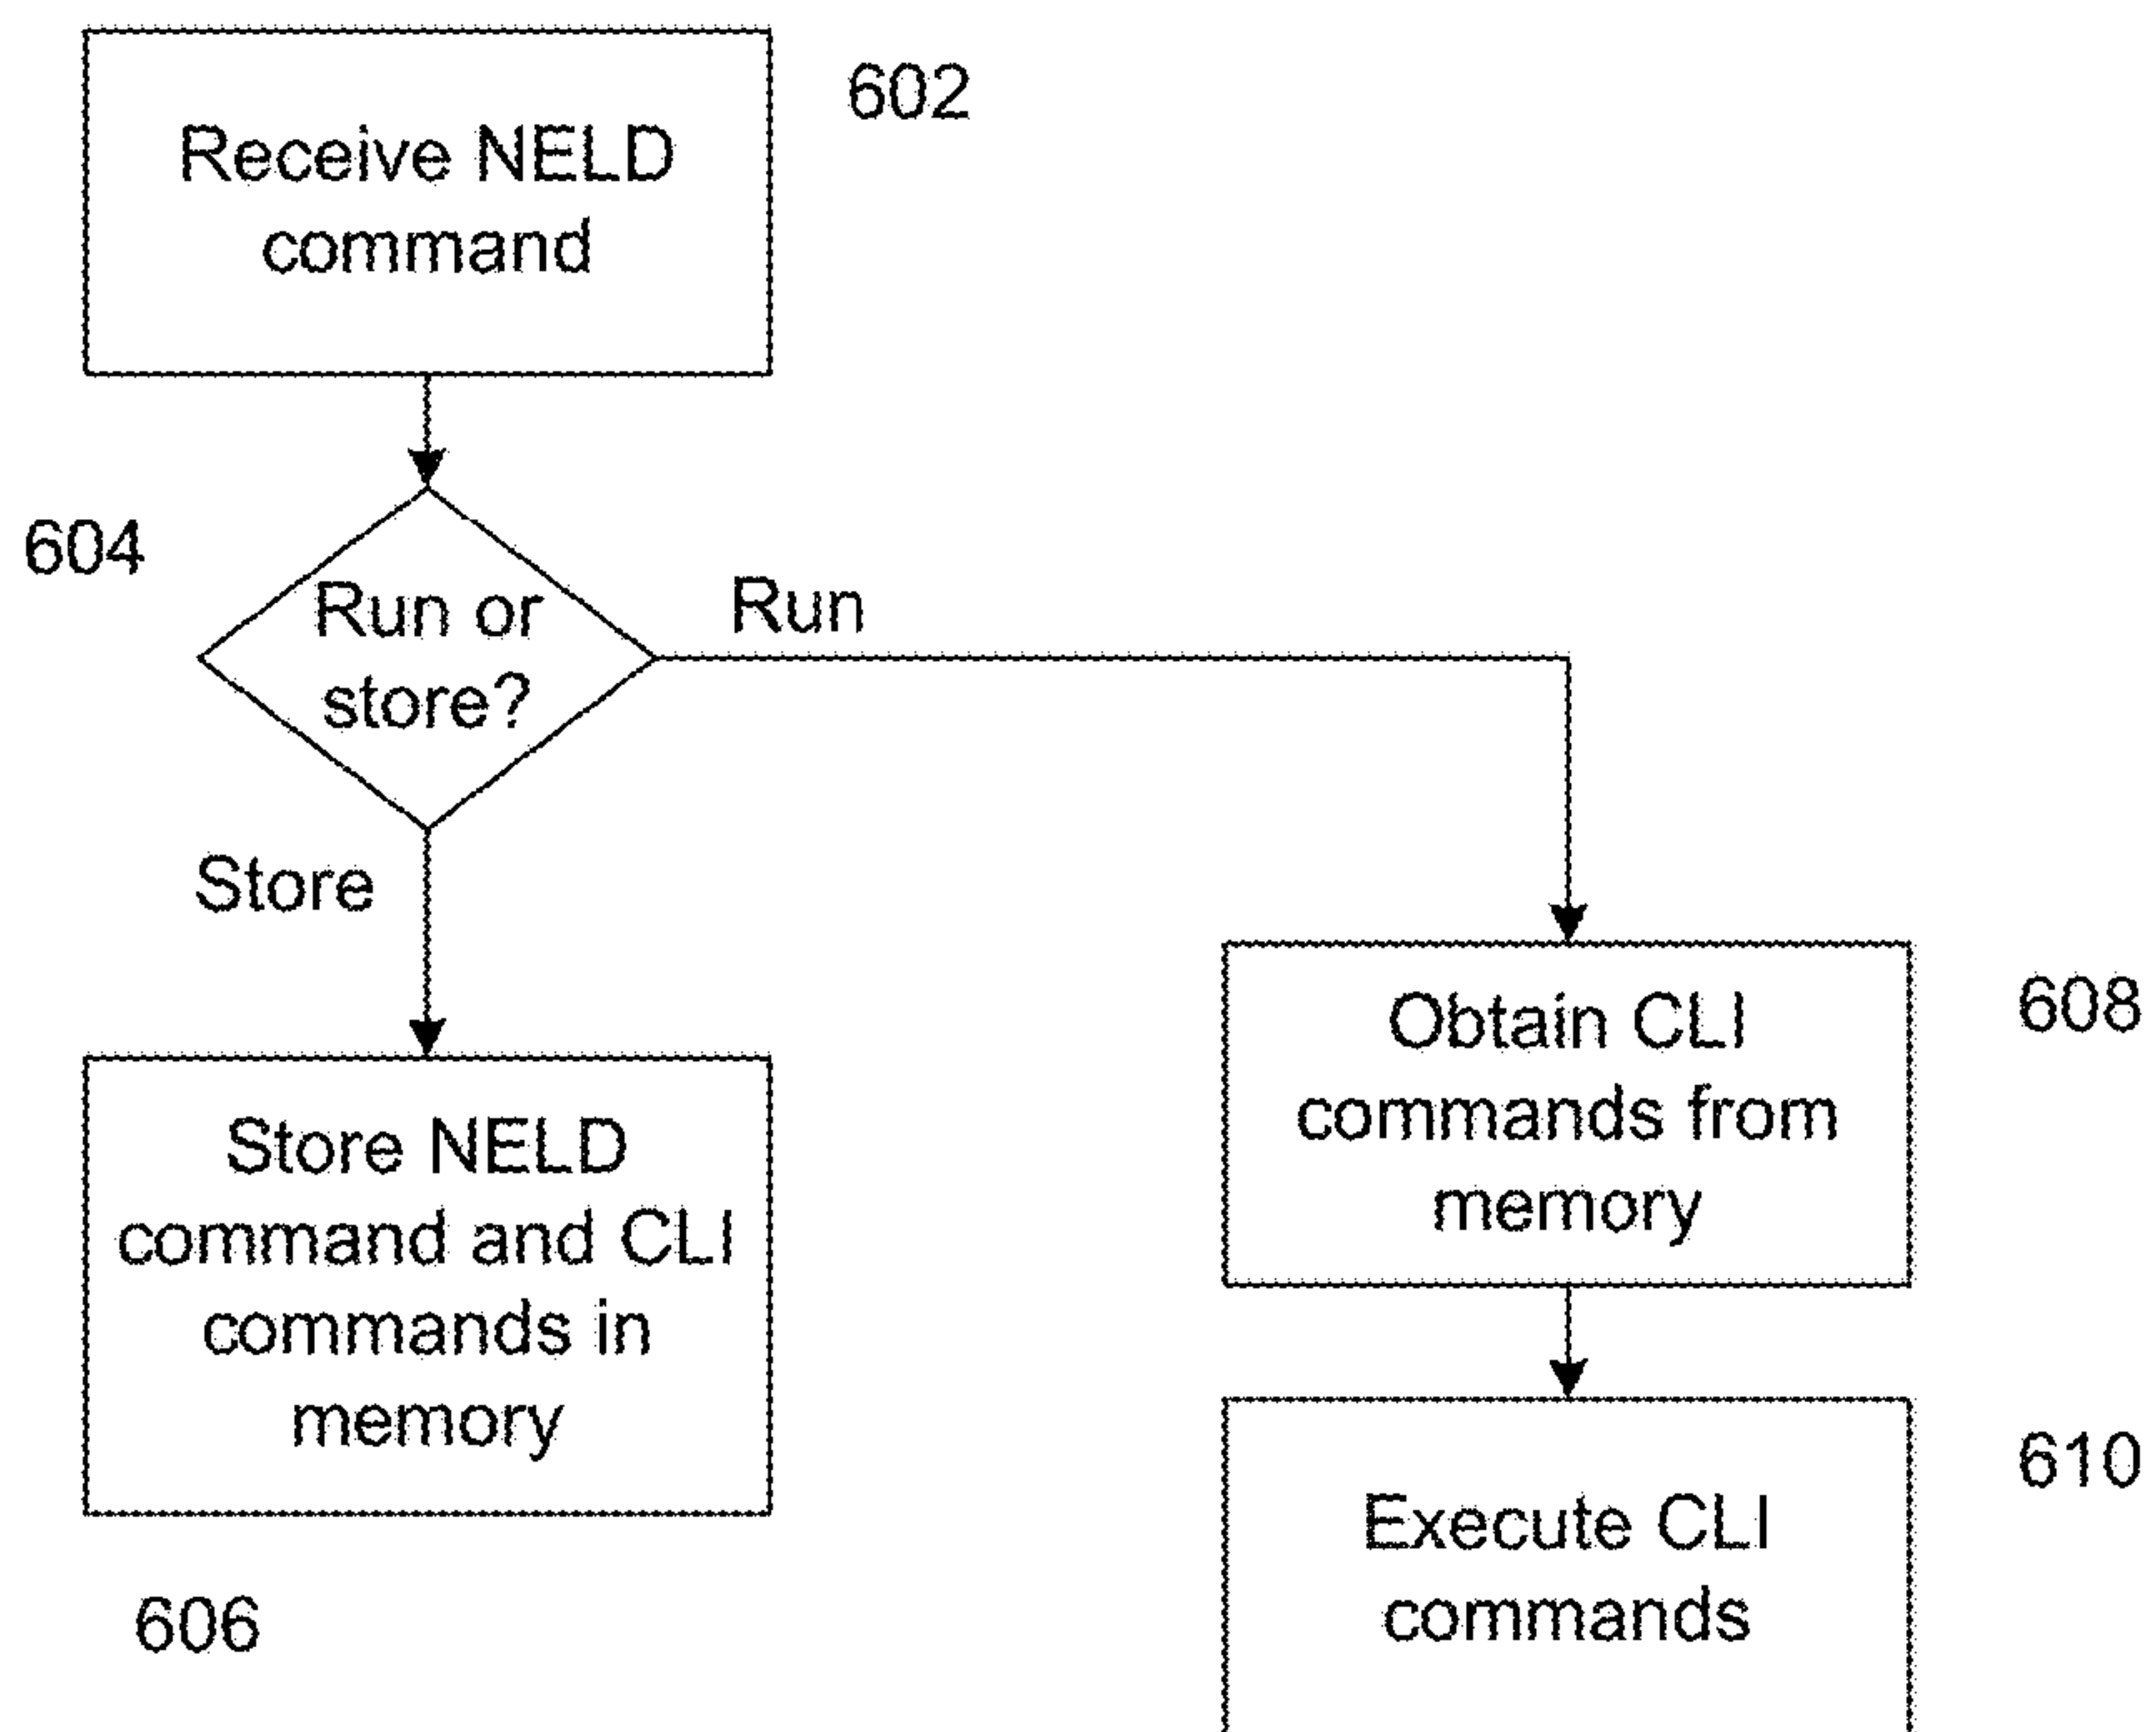 Receive NELD
command
602
604
Run or
store?
Run
Store
Store NELD
command and CLI
commands in
memory
606
Obtain CLI
commands from
memory
608
Execute CLI
commands
610